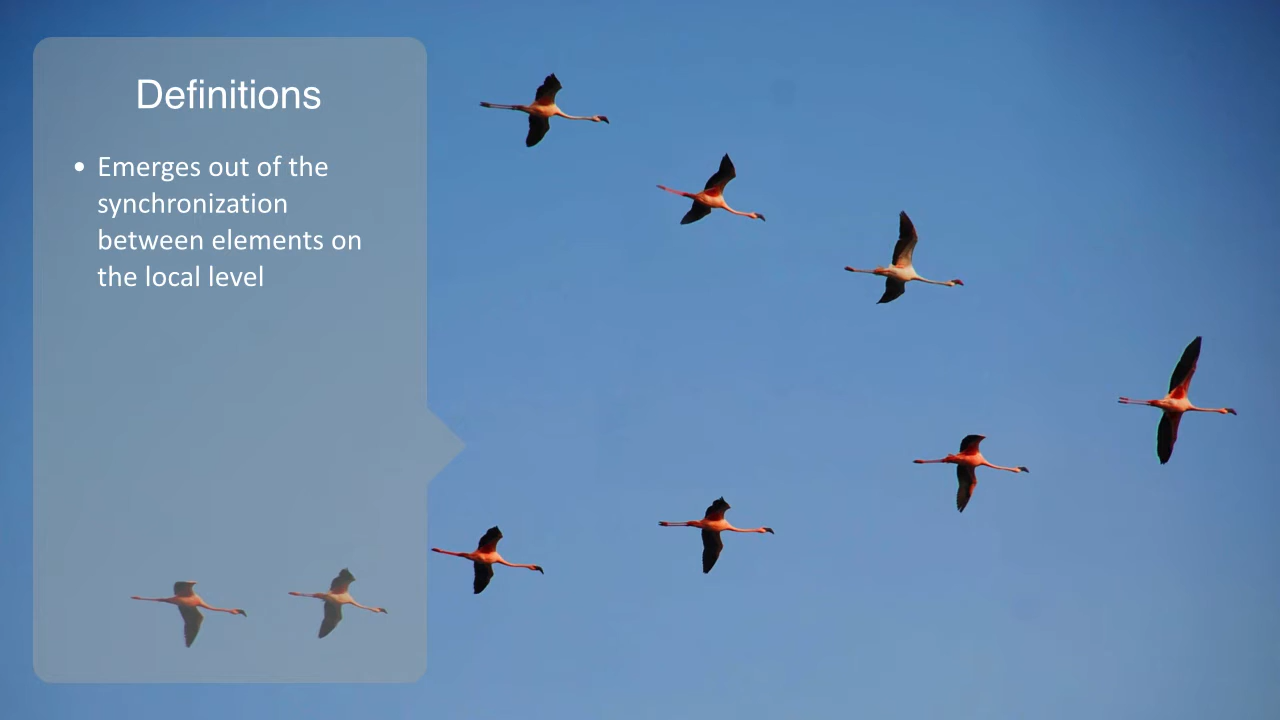 Definitions
• Emerges out of the
synchronization
between elements on
the local level